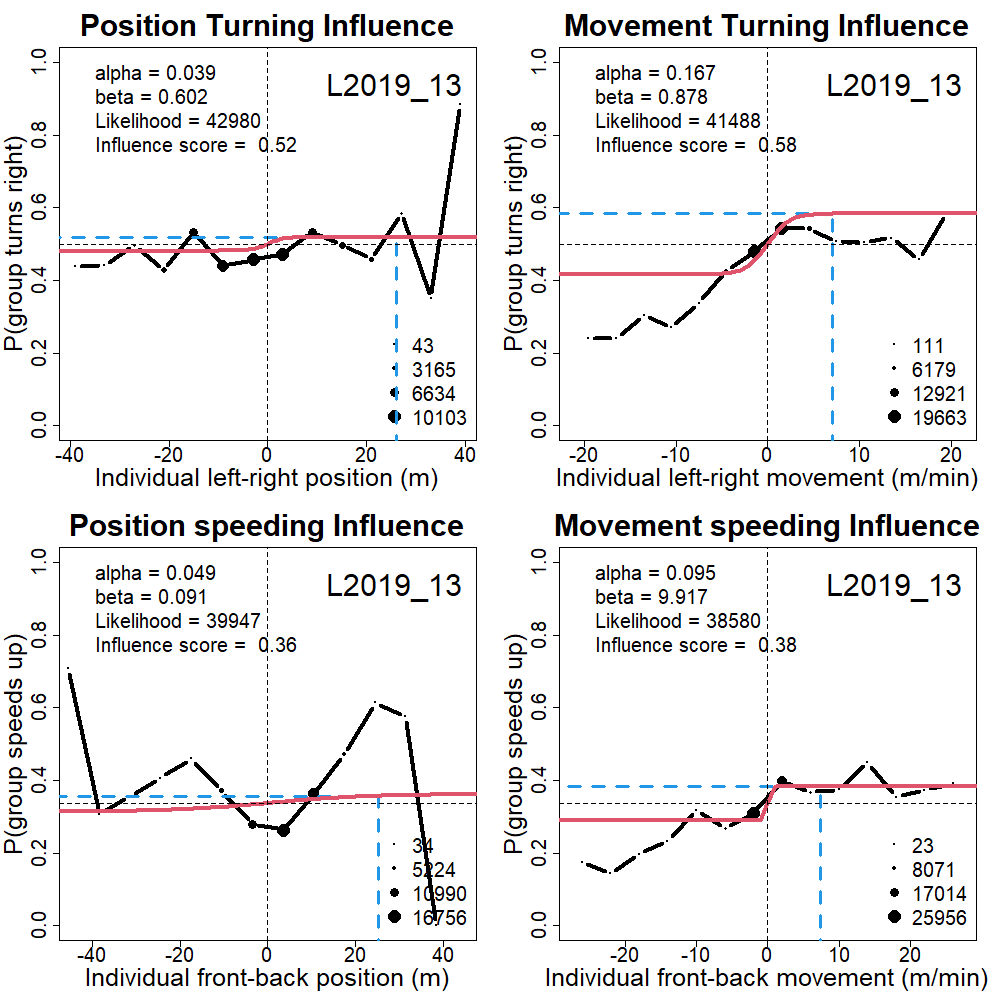 Position Turning Influence
alpha = 0.039
beta = 0.602
Likelihood = 42980
Influence score =  0.52
L2019_13
P(group turns right)
0.0
0.2
0.4
0.6
0.8
1.0
43
3165
6634
10103
-40
-20
0
20
40
Individual left-right position (m)
Movement Turning Influence
alpha = 0.167
beta = 0.878
Likelihood = 41488
Influence score =  0.58
L2019_13
P(group turns right)
0.0
0.2
0.4
0.6
0.8
1.0
111
6179
12921
19663
-20
-10
0
10
20
Individual left-right movement (m/min)
Position speeding Influence
alpha = 0.049
beta = 0.091
Likelihood = 39947
Influence score =  0.36
L2019_13
P(group speeds up)
0.0
0.2
0.4
0.6
0.8
1.0
34
5224
10990
16756
-40
-20
0
20
40
Individual front-back position (m)
Movement speeding Influence
alpha = 0.095
beta = 9.917
Likelihood = 38580
Influence score =  0.38
L2019_13
P(group speeds up)
0.0
0.2
0.4
0.6
0.8
1.0
23
8071
17014
25956
-20
-10
0
10
20
Individual front-back movement (m/min)